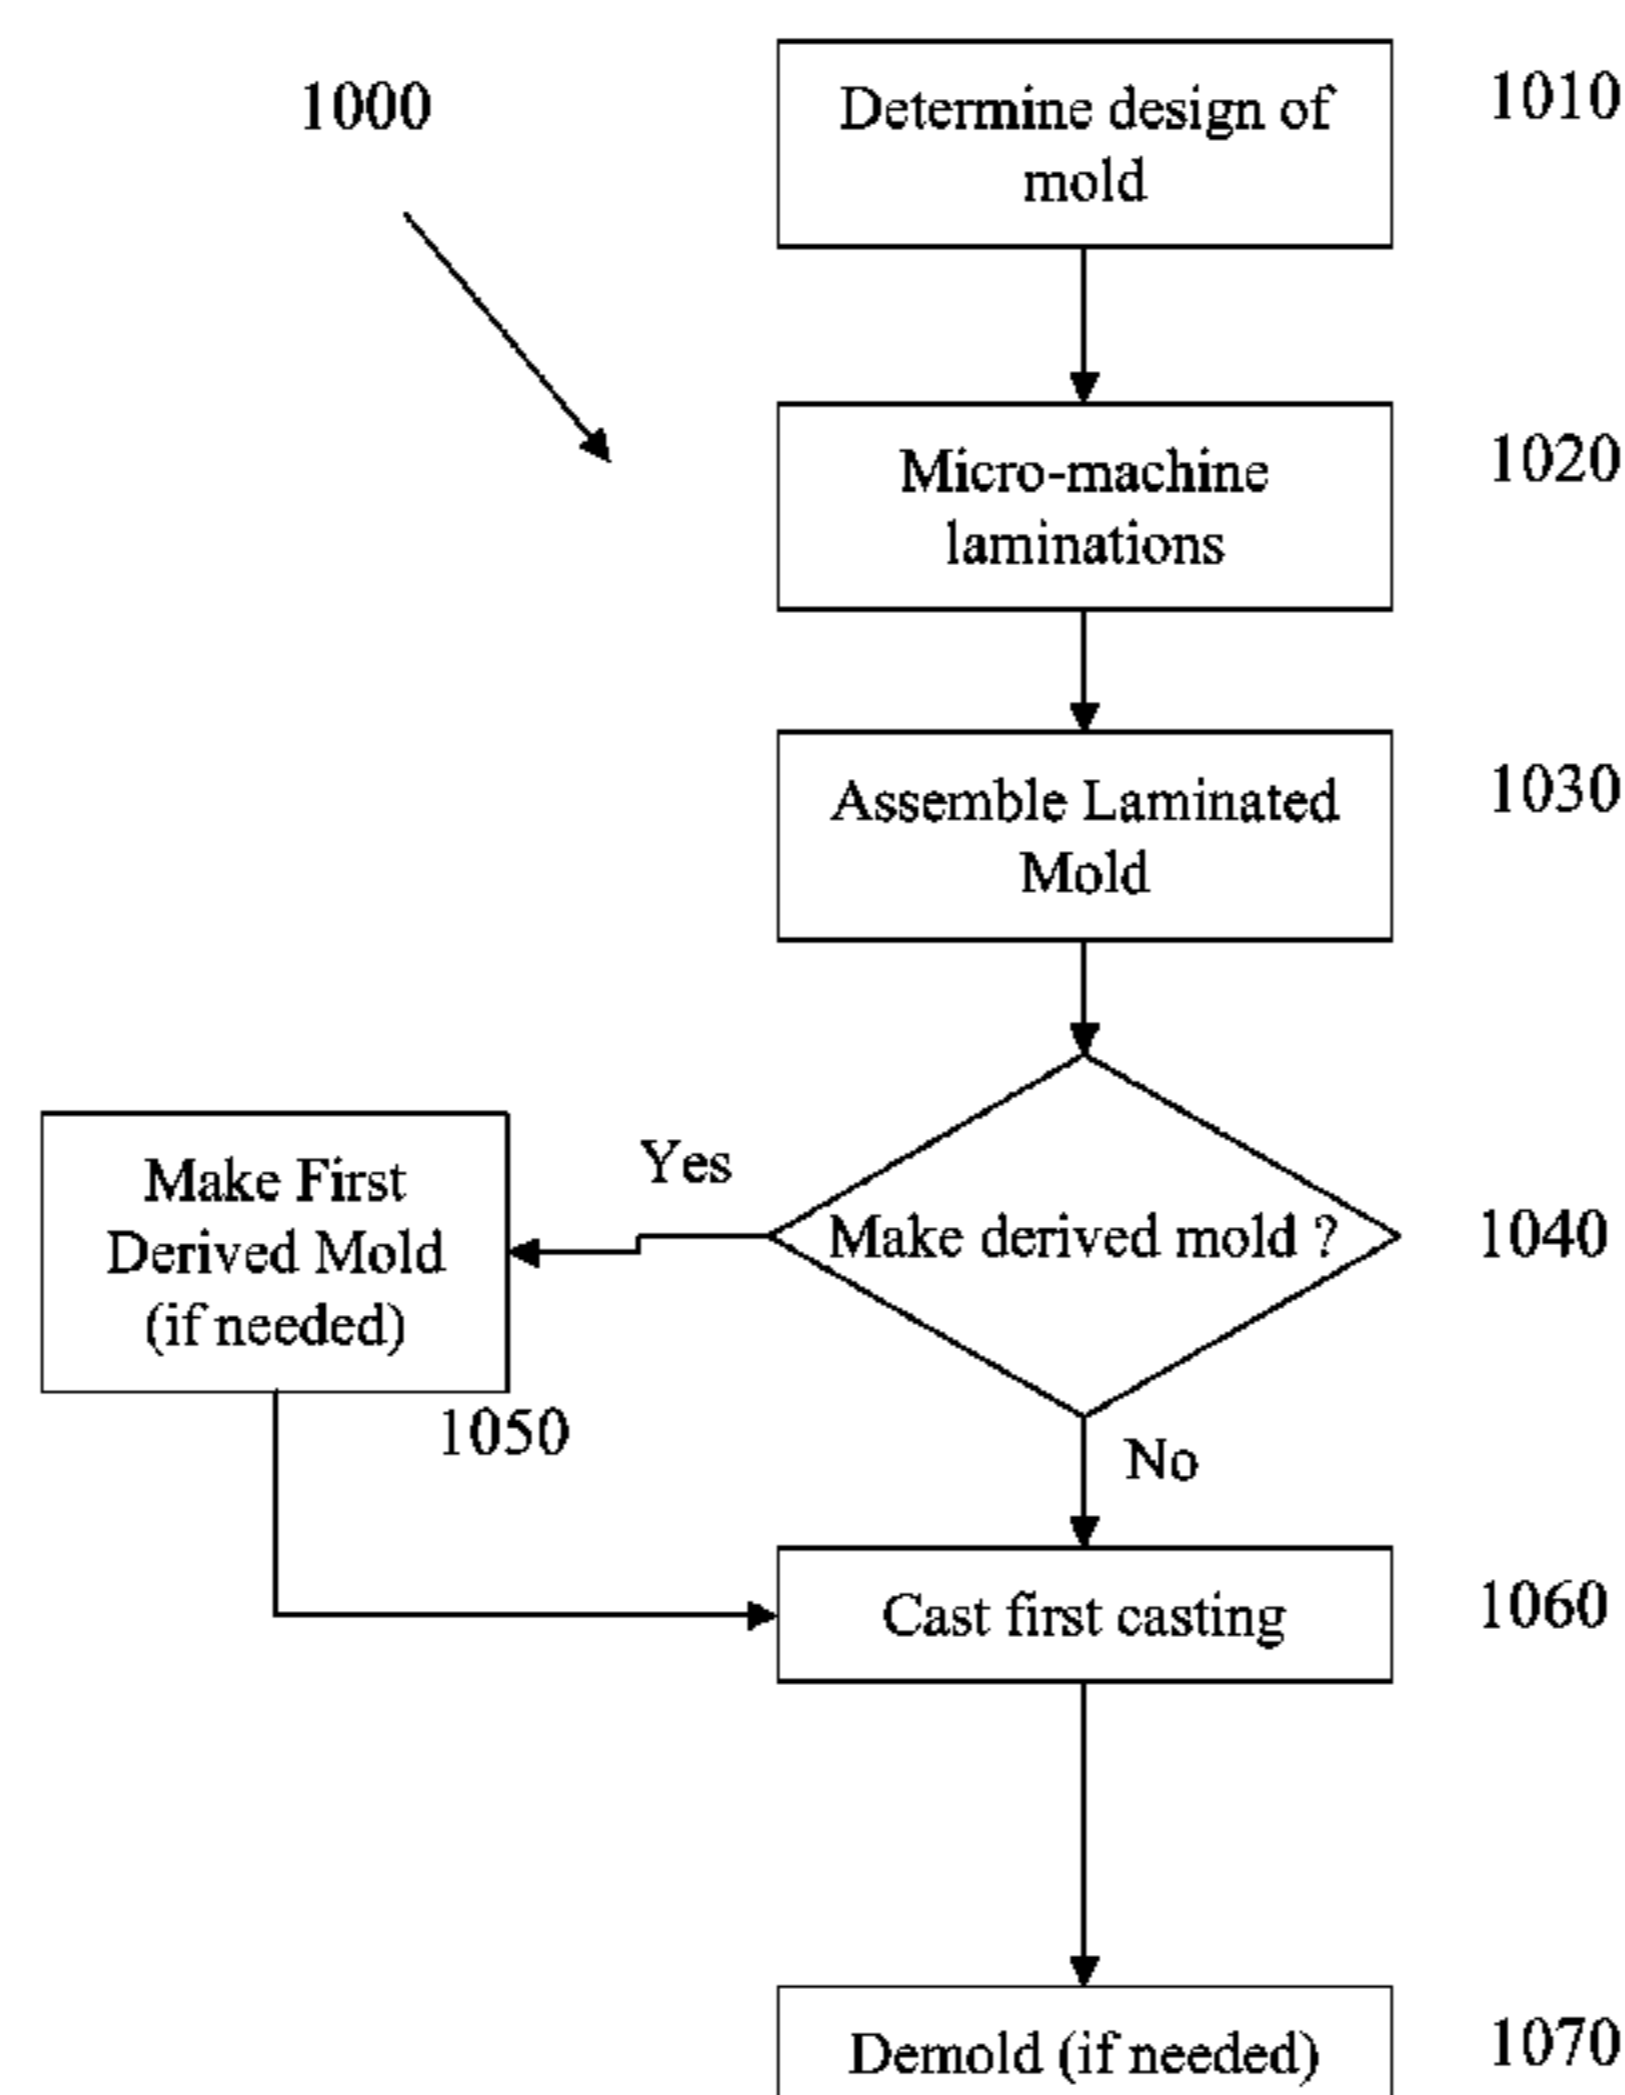 1000
Determine design of
mold
1010
Micro-machine
laminations
1020
Assemble Laminated
Mold
1030
Make derived mold ?
1040
Yes
Make First
Derived Mold
(if needed)
1050
No
Cast first casting
1060
Demold (if needed)
1070